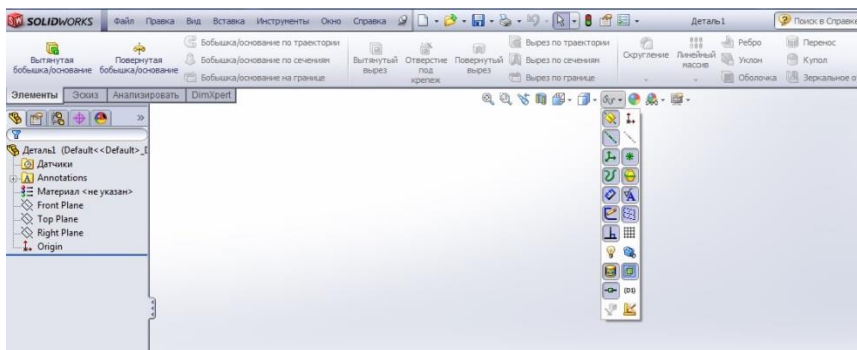 SOLIDWORKS Файл Правка Вид Вставка Инструменты Окно Справка Деталь1 ? Поиск в Справке
Вытянутая бобышка/основание
Повернутая бобышка/основание
Бобышка/основание по траектории
Бобышка/основание по сечениям
Бобышка/основание на границе
Вытянутый вырез
Отверстие под крепеж
Повернутый вырез
Вырез по траектории
Вырез по сечениям
Вырез по границе
Скругление
Линейный массив
Ребро
Уклон
Оболочка
Перенос
Купол
Зеркальное о
Элементы Эскиз Анализировать DimXpert
Деталь1 (Default<<Default>_D
Датчики
A Annotations
Материал <не указан>
Front Plane
Top Plane
Right Plane
Origin